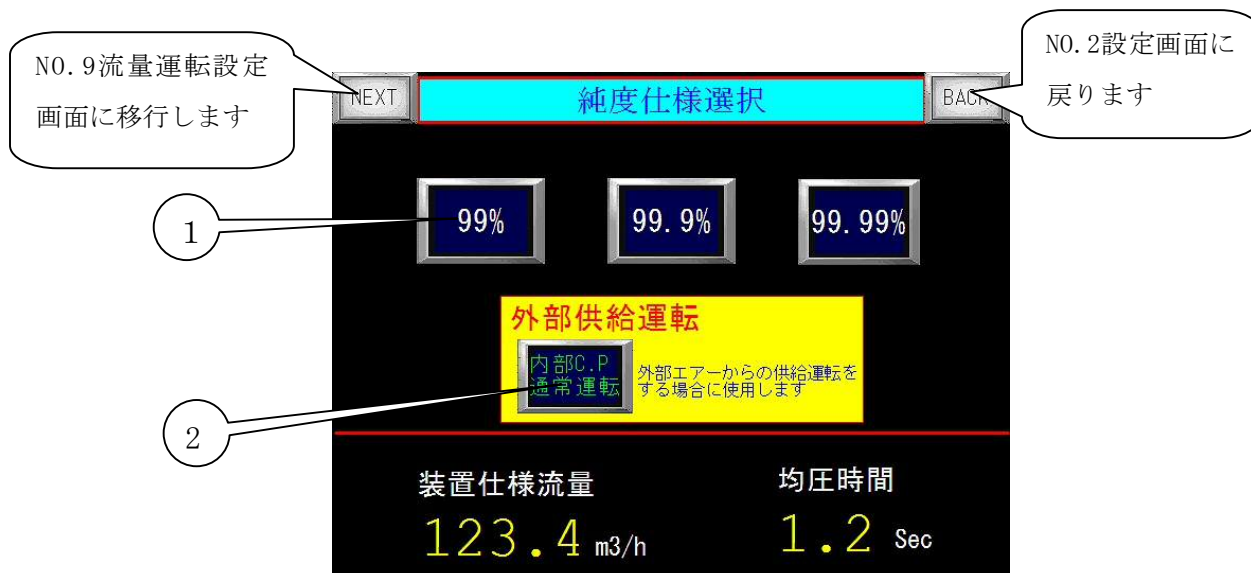 NO.9流量運転設定
画面に移行します
NO.2設定画面に
戻ります
NEXT
純度仕様選択
BACK
1
99%
99.9%
99.99%
外部供給運転
内部C.P
通常運転
外部エアーからの供給運転を
する場合に使用します
2
装置仕様流量
均圧時間
123.4 m3/h
1.2 Sec